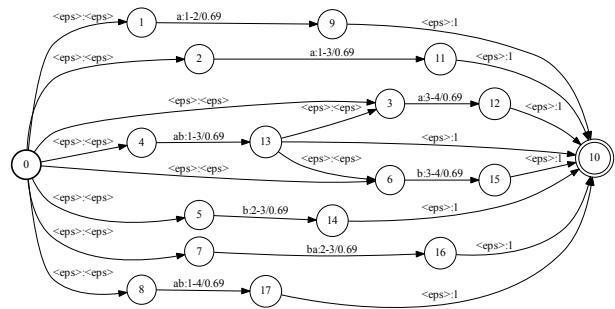 <eps>:<eps>
1
a:1-2/0.69
9
<eps>:1
<eps>:<eps>
2
a:1-3/0.69
11
<eps>:1
<eps>:<eps>
3
a:3-4/0.69
12
<eps>:1
<eps>:<eps>
<eps>:<eps>
4
ab:1-3/0.69
13
<eps>:1
0
10
<eps>:<eps>
<eps>:<eps>
<eps>:1
6
b:3-4/0.69
15
<eps>:<eps>
5
b:2-3/0.69
14
<eps>:1
<eps>:<eps>
7
ba:2-3/0.69
16
<eps>:1
<eps>:<eps>
8
ab:1-4/0.69
17
<eps>:1